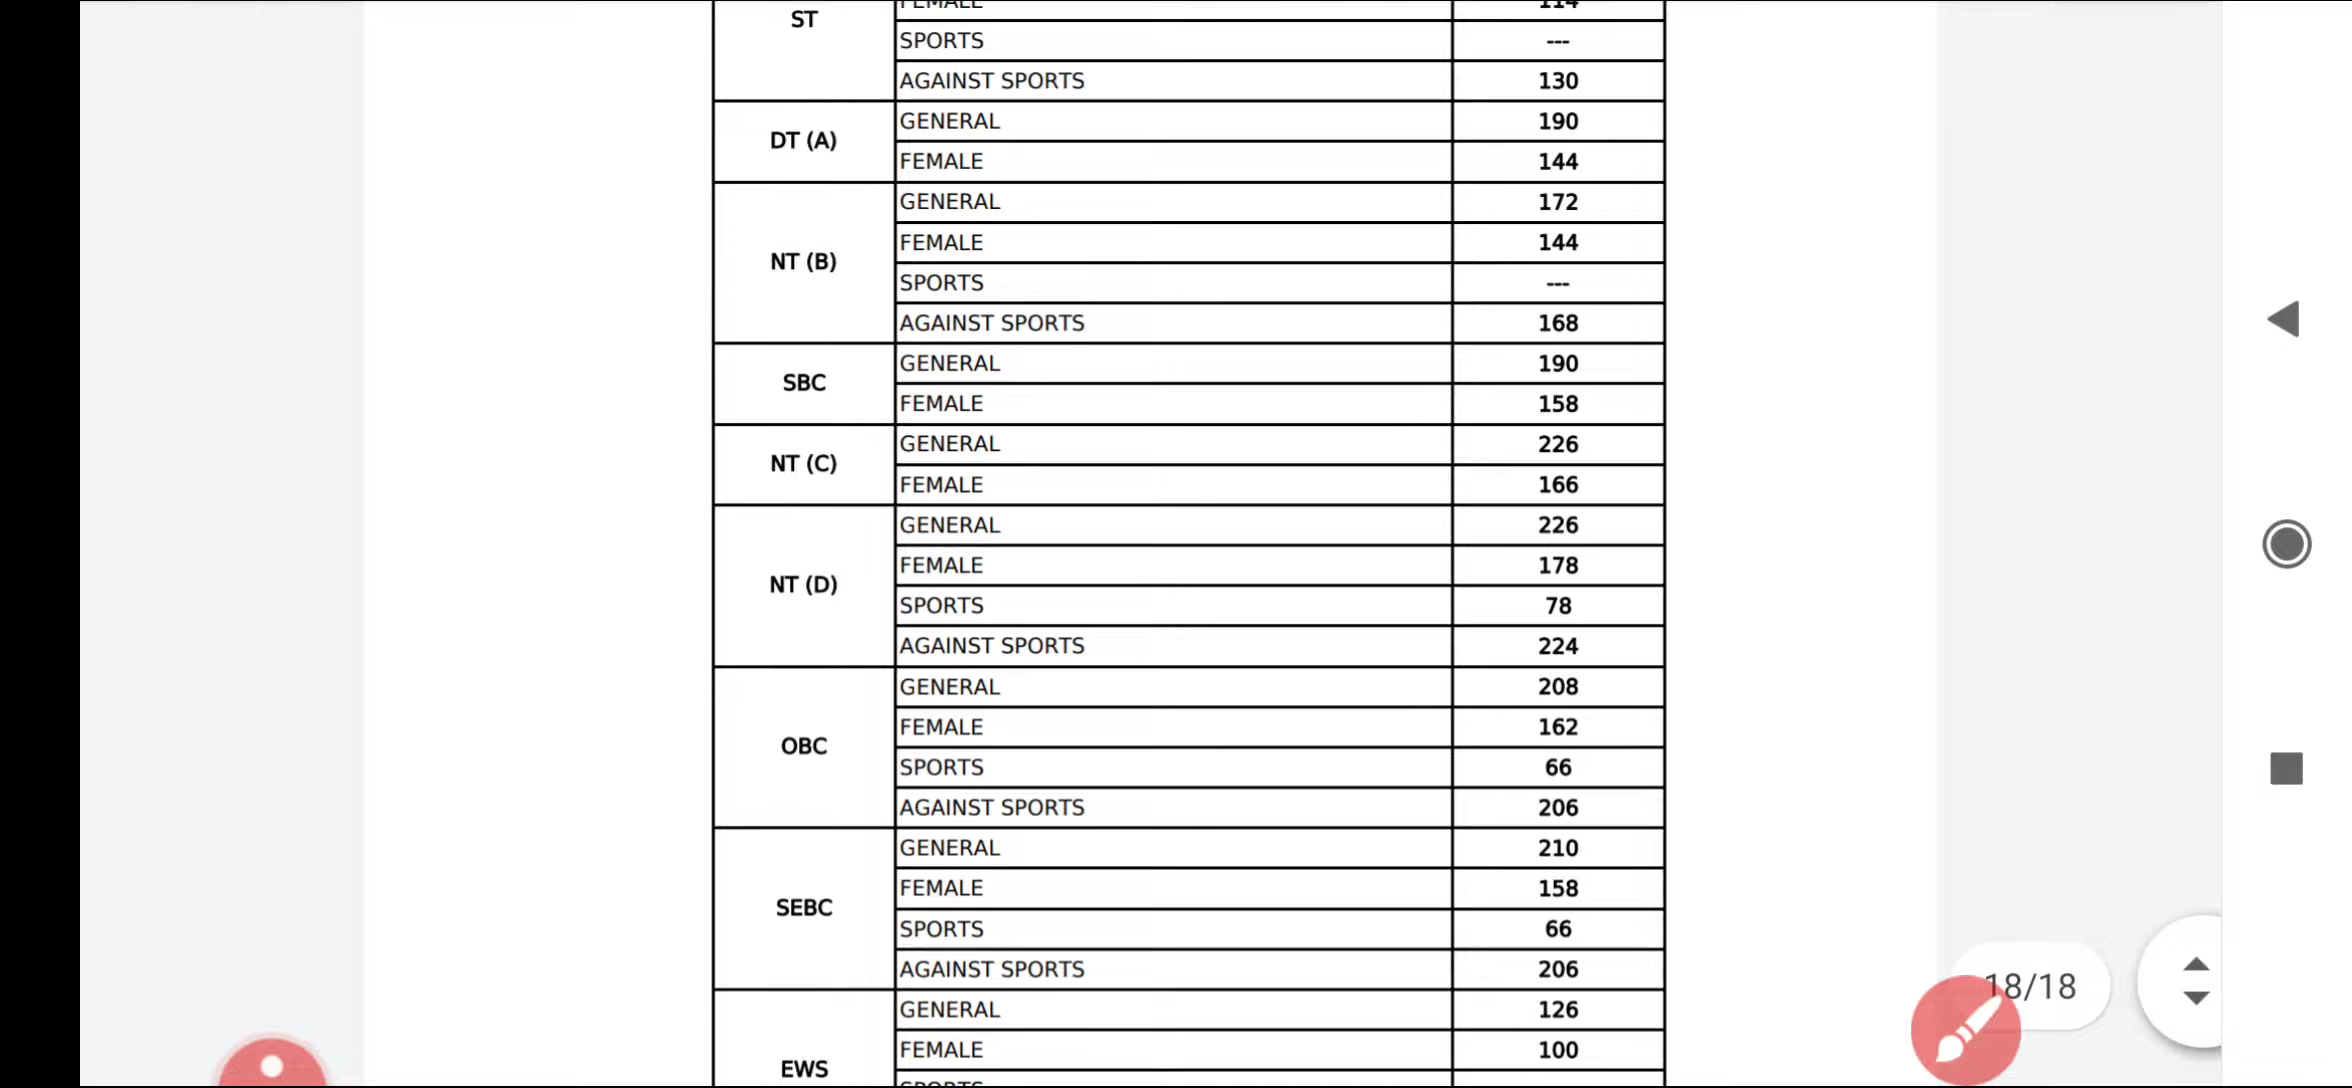 FEMALE 114
ST
SPORTS ---
AGAINST SPORTS 130
DT (A)
GENERAL 190
FEMALE 144
NT (B)
GENERAL 172
FEMALE 144
SPORTS ---
AGAINST SPORTS 168
SBC
GENERAL 190
FEMALE 158
NT (C)
GENERAL 226
FEMALE 166
NT (D)
GENERAL 226
FEMALE 178
SPORTS 78
AGAINST SPORTS 224
OBC
GENERAL 208
FEMALE 162
SPORTS 66
AGAINST SPORTS 206
SEBC
GENERAL 210
FEMALE 158
SPORTS 66
AGAINST SPORTS 206
EWS
GENERAL 126
FEMALE 100
SPORTS
18/18